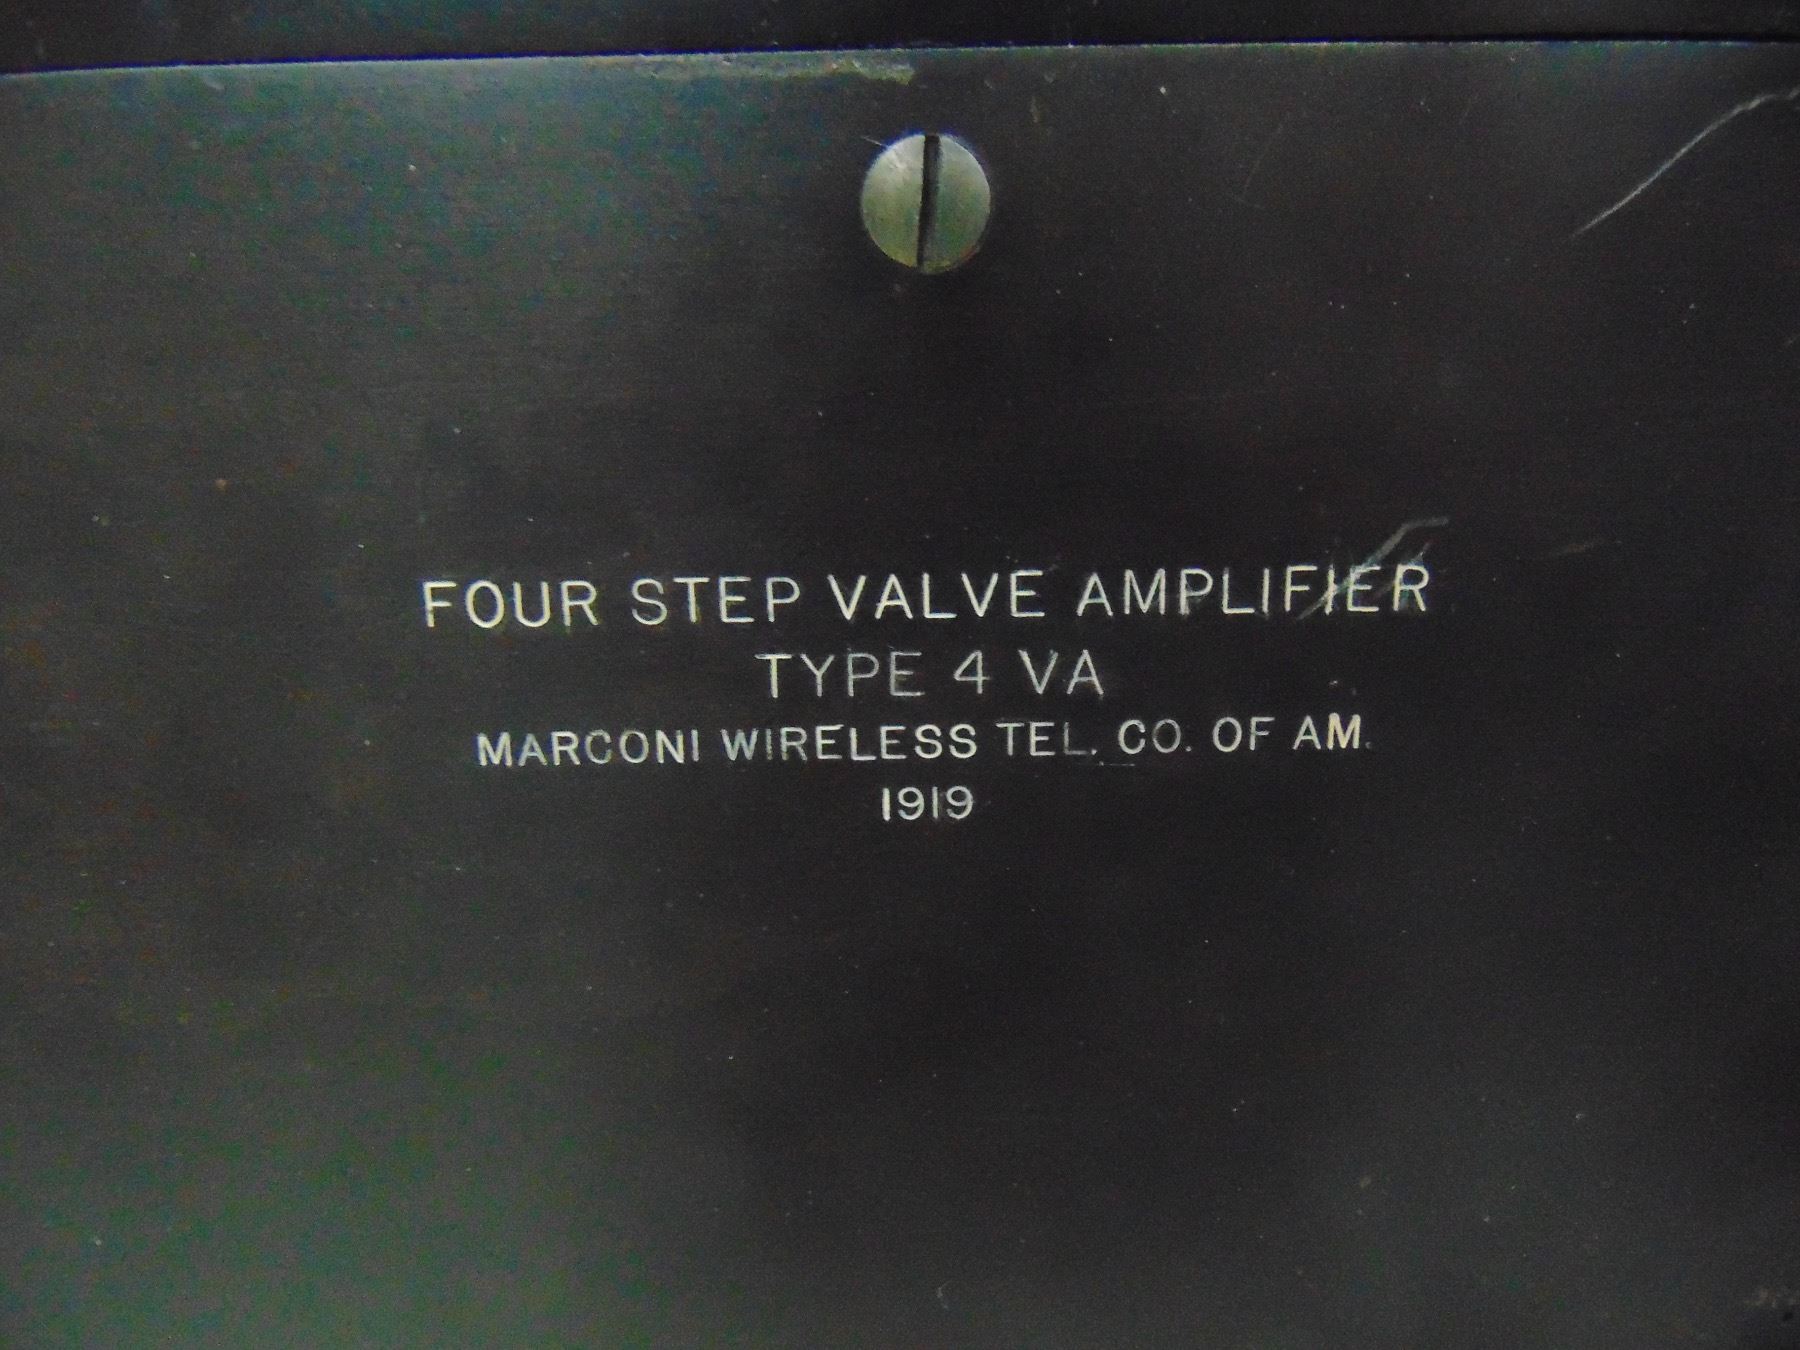 FOUR STEP VALVE AMPLIFIER
TYPE 4 VA
MARCONI WIRELESS TEL. CO. OF AM.
1919